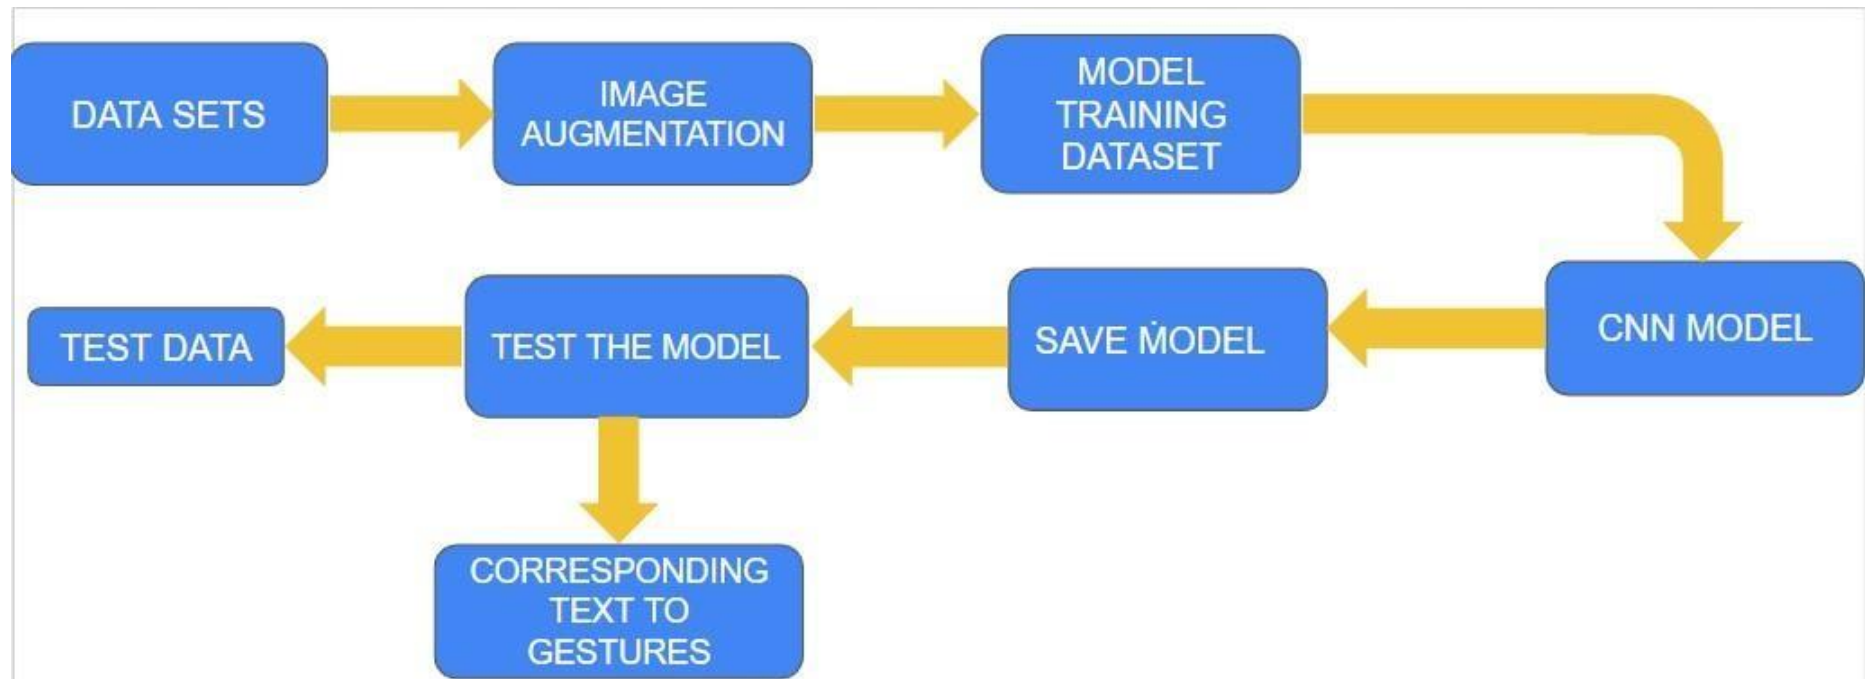 DATA SETS
IMAGE
AUGMENTATION
MODEL
TRAINING
DATASET
CNN MODEL
SAVE MODEL
TEST THE MODEL
TEST DATA
CORRESPONDING
TEXT TO
GESTURES